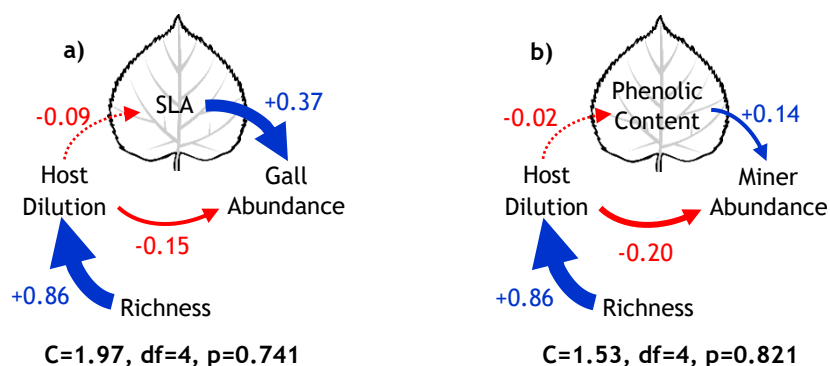 a)
SLA
-0.09
+0.37
Host
Dilution
Gall
Abundance
-0.15
+0.86
Richness
C=1.97, df=4, p=0.741
b)
Phenolic
Content
-0.02
+0.14
Host
Dilution
Miner
Abundance
-0.20
+0.86
Richness
C=1.53, df=4, p=0.821